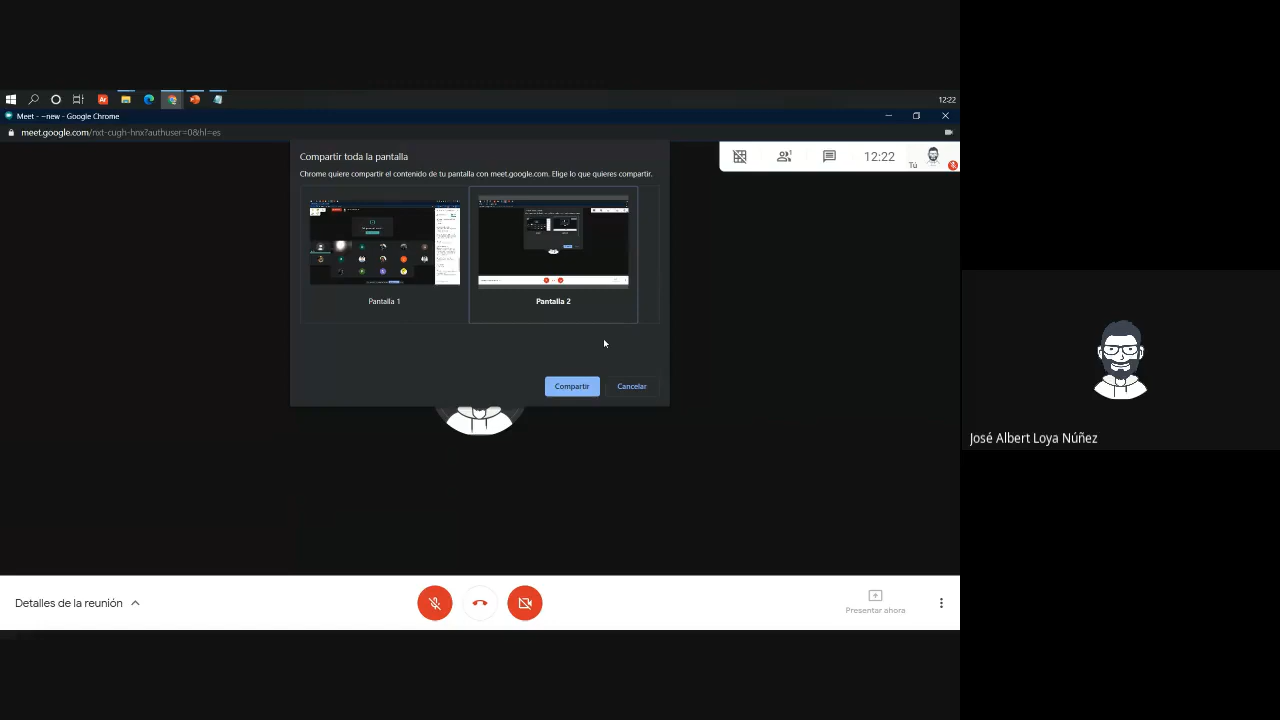 Ar
12:22
Meet - ~new - Google Chrome
meet.google.com/nxt-cugh-hnx?authuser=0&hl=es
Compartir toda la pantalla
Chrome quiere compartir el contenido de tu pantalla con meet.google.com. Elige lo que quieres compartir.
1
12:22
Tú
Pantalla 1
Pantalla 2
Compartir
Cancelar
José Albert Loya Núñez
Detalles de la reunión
Presentar ahora